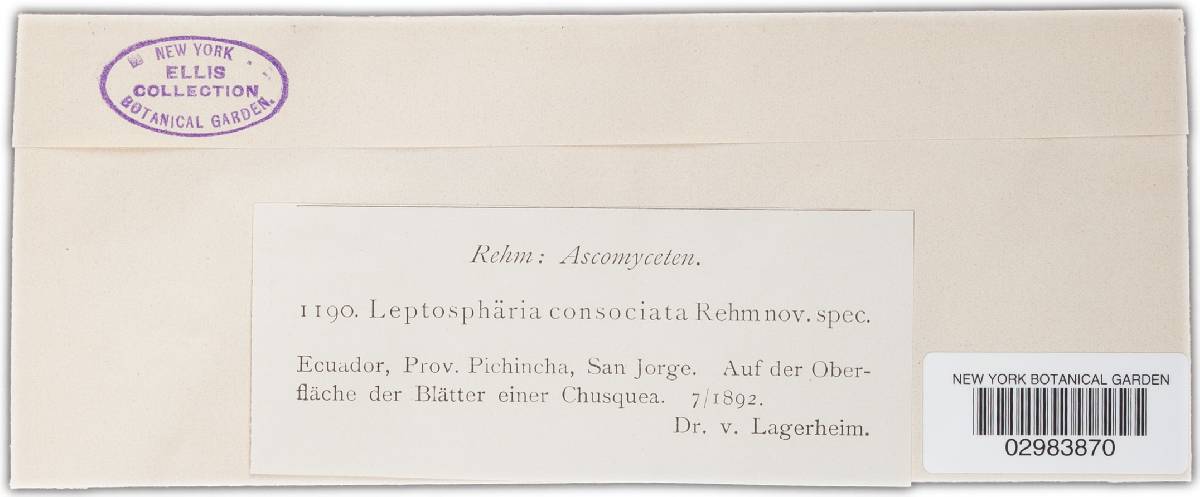 NEW YORK
ELLIS
COLLECTION
BOTANICAL GARDEN.
Rehm: Ascomyceten.
1190. Leptosphäria consociata Rehm nov. spec.
Ecuador, Prov. Pichincha, San Jorge. Auf der Ober-
fläche der Blätter einer Chusquea. 7/1892.
Dr. v. Lagerheim.
NEW YORK BOTANICAL GARDEN
02983870